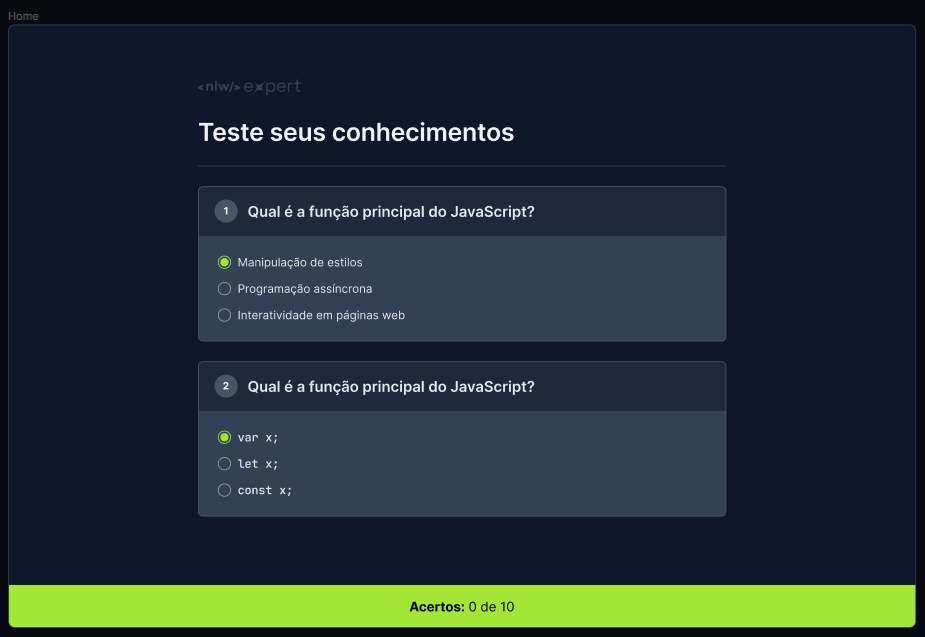 Home
<nlw/> expert
Teste seus conhecimentos
1 Qual é a função principal do JavaScript?
Manipulação de estilos
Programação assíncrona
Interatividade em páginas web
2 Qual é a função principal do JavaScript?
var x;
let x;
const x;
Acertos: 0 de 10